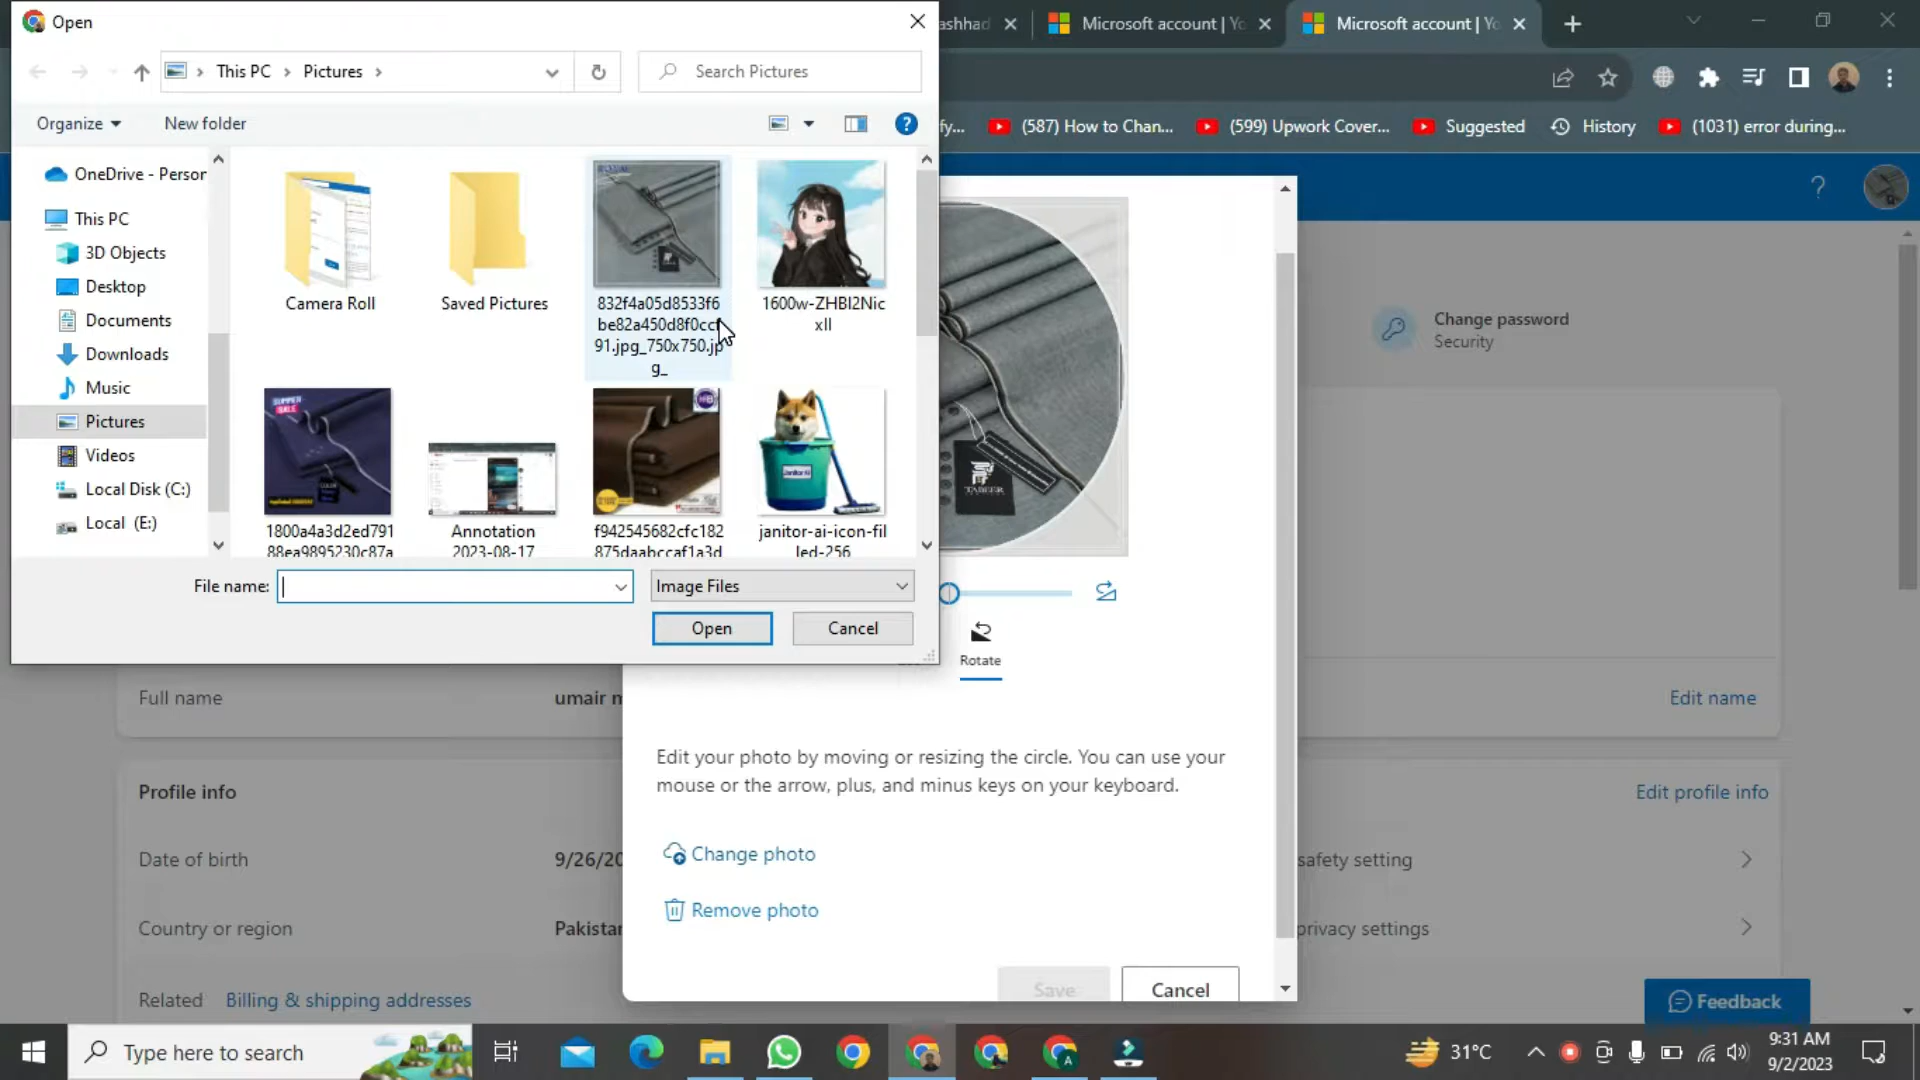 Open
This PC
Pictures
Search Pictures
Organize
New folder
OneDrive - Person
This PC
3D Objects
Desktop
Documents
Downloads
Music
Pictures
Videos
Local Disk (C:)
Local (E:)
Camera Roll
Saved Pictures
832f4a05d8533f6
be82a450d8f0ccf
91.jpg_750x750.jp
g_
1600w-ZHBI2Nic
xlI
SUMMER
SALE
1800a4a3d2ed791
88ea9895230c87a
Annotation
2023-08-17
f942545682cfc182
875daabccaf1a3d
janitor-ai-icon-fil
led-256
File name:
Image Files
Open
Cancel
ashhad
Microsoft account | Yo
Microsoft account | Yo
fy...
(587) How to Chan...
(599) Upwork Cover...
Suggested
History
(1031) error during...
Change password
Security
Rotate
Full name
umair m
Edit name
Edit your photo by moving or resizing the circle. You can use your
mouse or the arrow, plus, and minus keys on your keyboard.
Change photo
Remove photo
Save
Cancel
Profile info
Edit profile info
Date of birth
9/26/20
safety setting
Country or region
Pakistan
privacy settings
Related
Billing & shipping addresses
Feedback
Type here to search
31°C
9:31 AM
9/2/2023